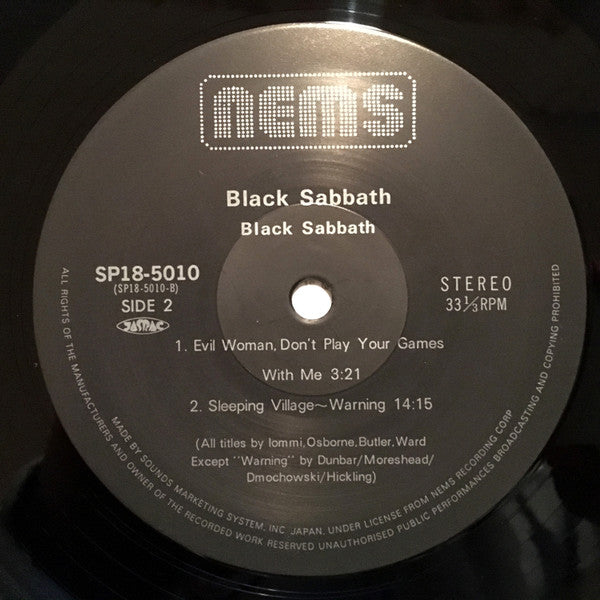 nems
Black Sabbath
Black Sabbath
SP18-5010
(SP18-5010-B)
SIDE 2
JASRAC
STEREO
33⅓RPM
1. Evil Woman, Don't Play Your Games
With Me 3:21
2. Sleeping Village~Warning 14:15
(All titles by Iommi,Osborne,Butler,Ward
Except "Warning" by Dunbar/Moreshead/
Dmochowski/Hickling)
ALL RIGHTS OF THE MANUFACTURERS AND OWNER OF THE RECORDED WORK RESERVED UNAUTHORISED PUBLIC PERFORMANCES BROADCASTING AND COPYING PROHIBITED
MADE BY SOUNDS MARKETING SYSTEM, INC. JAPAN, UNDER LICENSE FROM NEMS RECORDING CORP